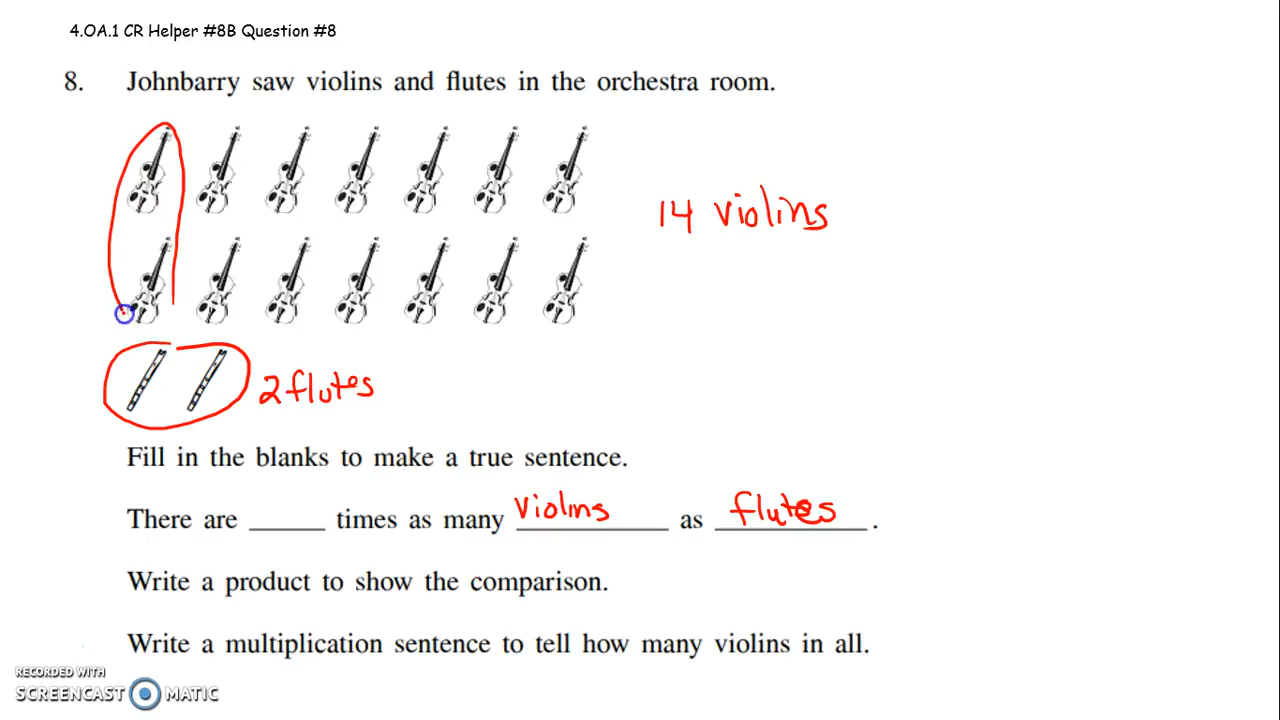 4.OA.1 CR Helper #8B Question #8
8. Johnbarry saw violins and flutes in the orchestra room.
14 violins
2 flutes
Fill in the blanks to make a true sentence.
There are _____ times as many violins as flutes.
Write a product to show the comparison.
Write a multiplication sentence to tell how many violins in all.
RECORDED WITH
SCREENCAST MATIC